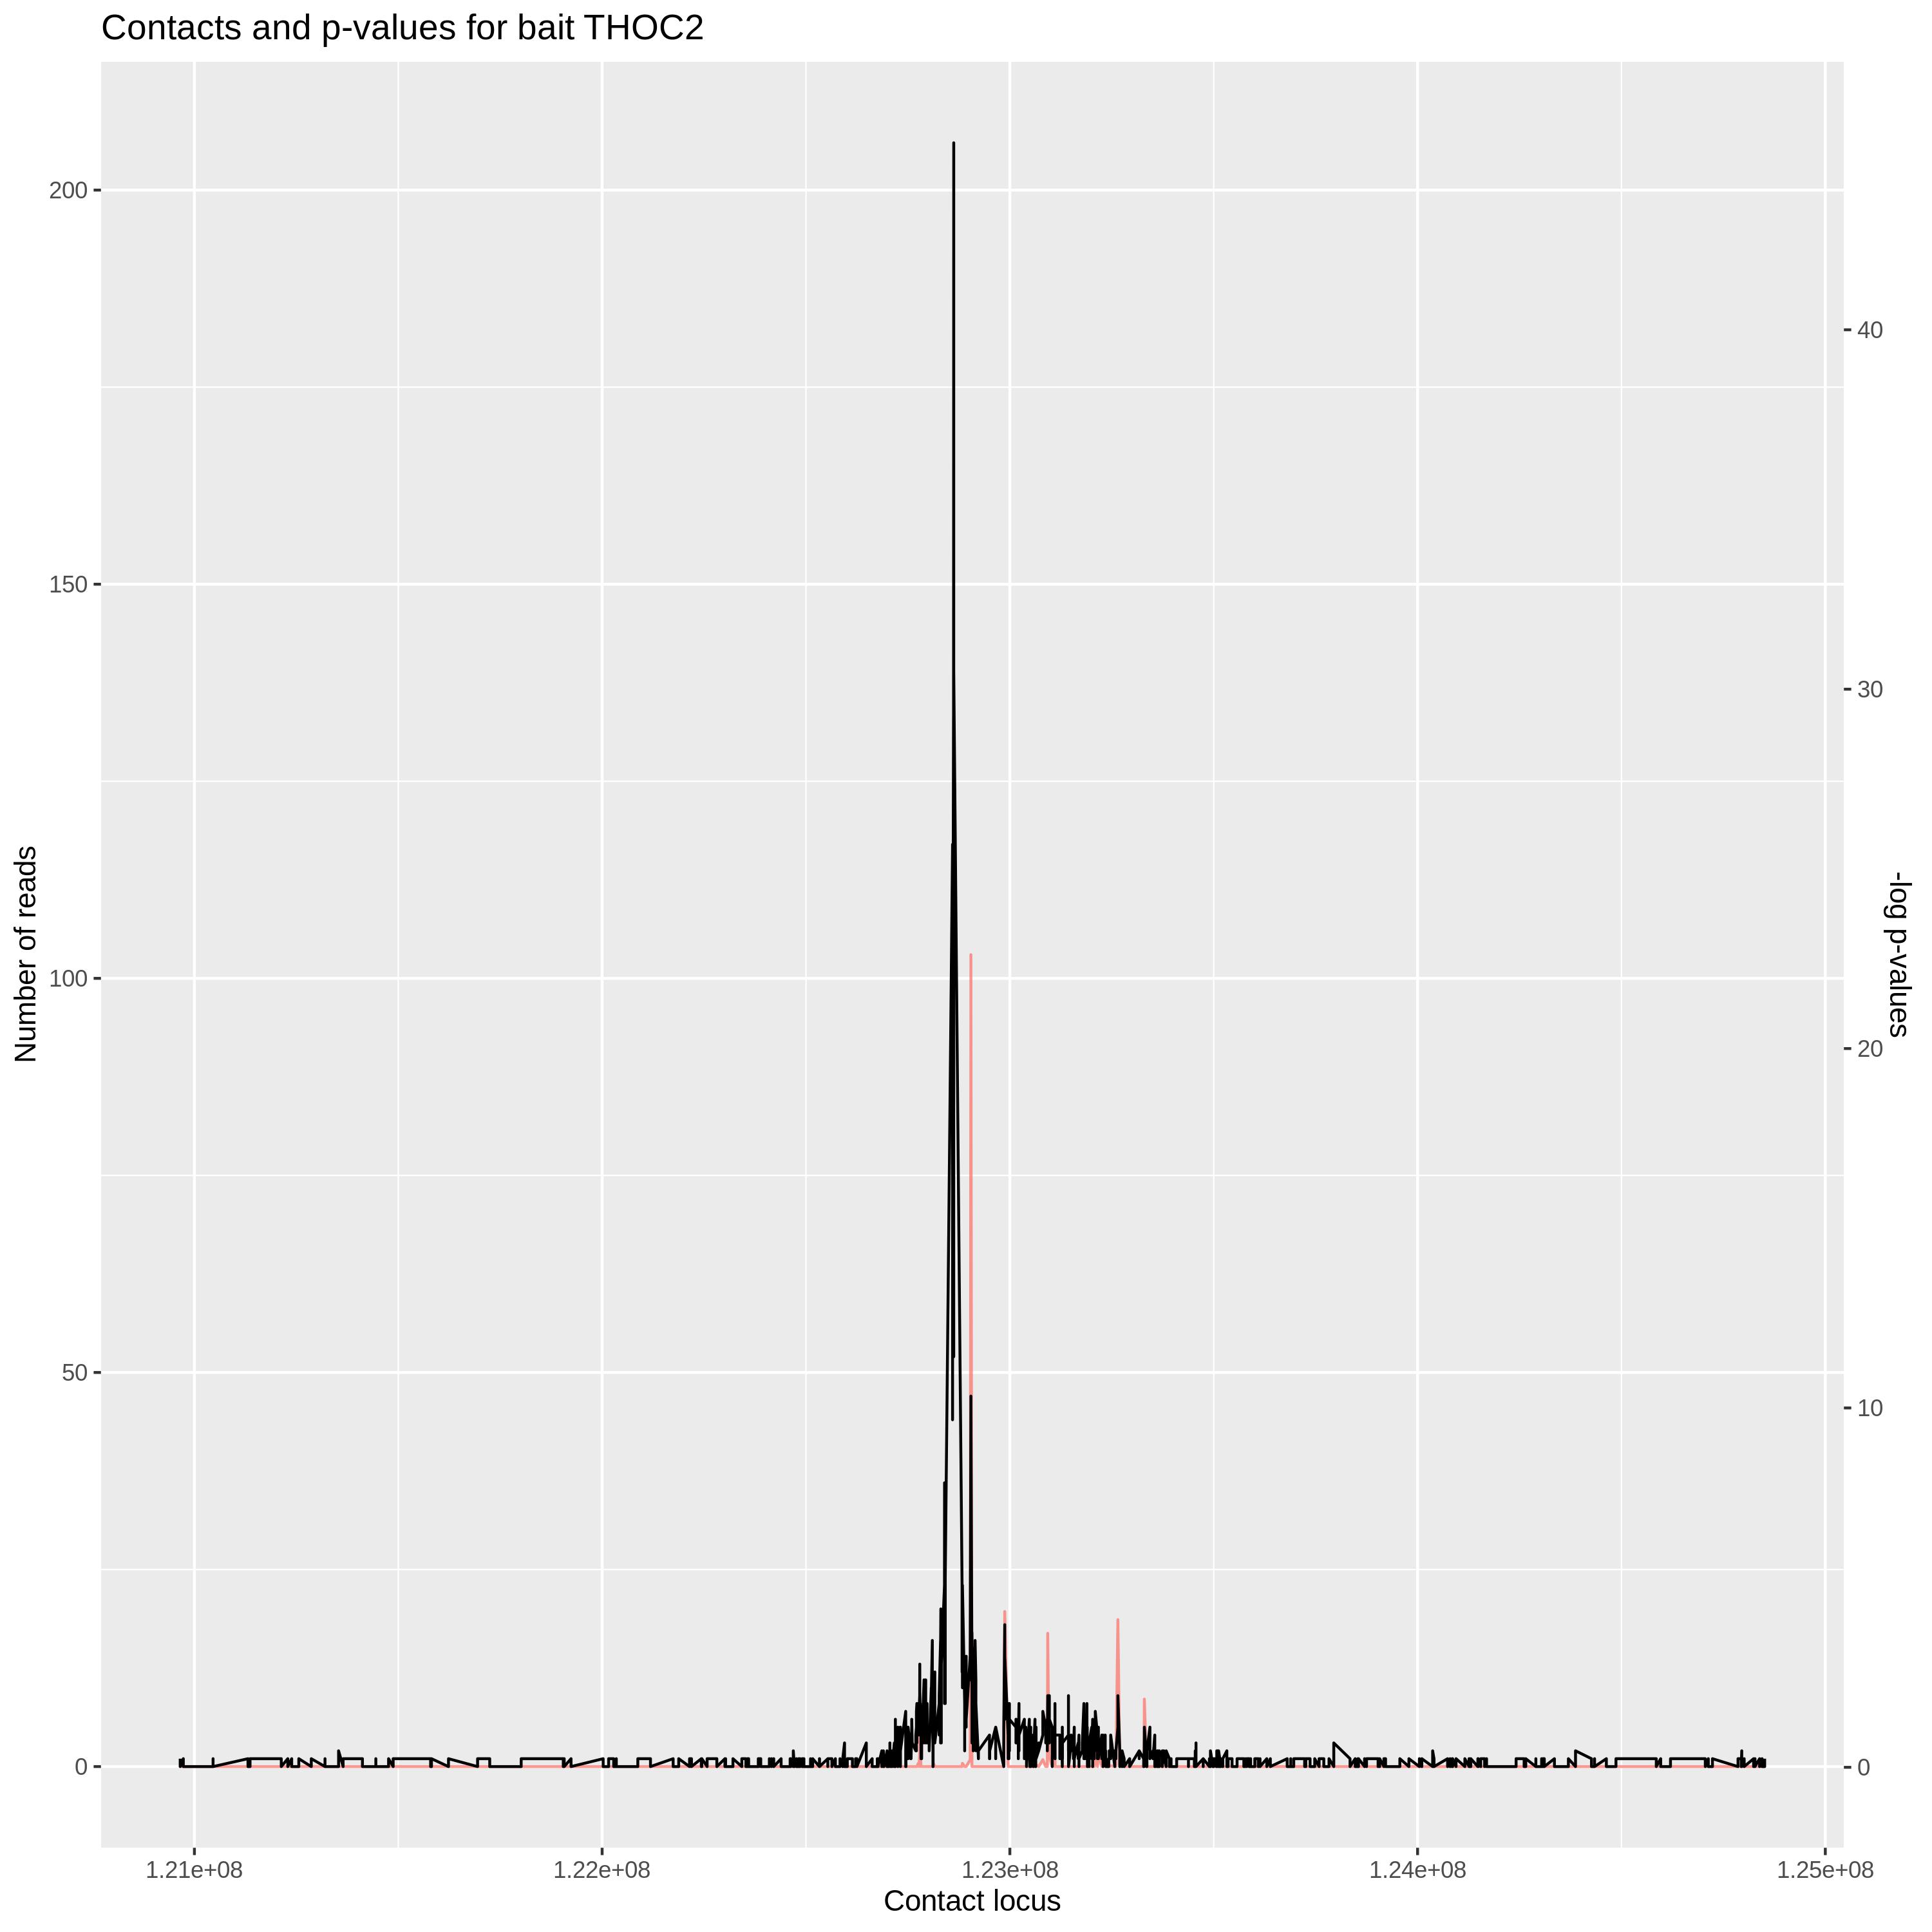 Contacts and p-values for bait THOC2
200
150
100
50
0
Number of reads
40
30
20
10
0
-log p-values
1.21e+08
1.22e+08
1.23e+08
1.24e+08
1.25e+08
Contact locus